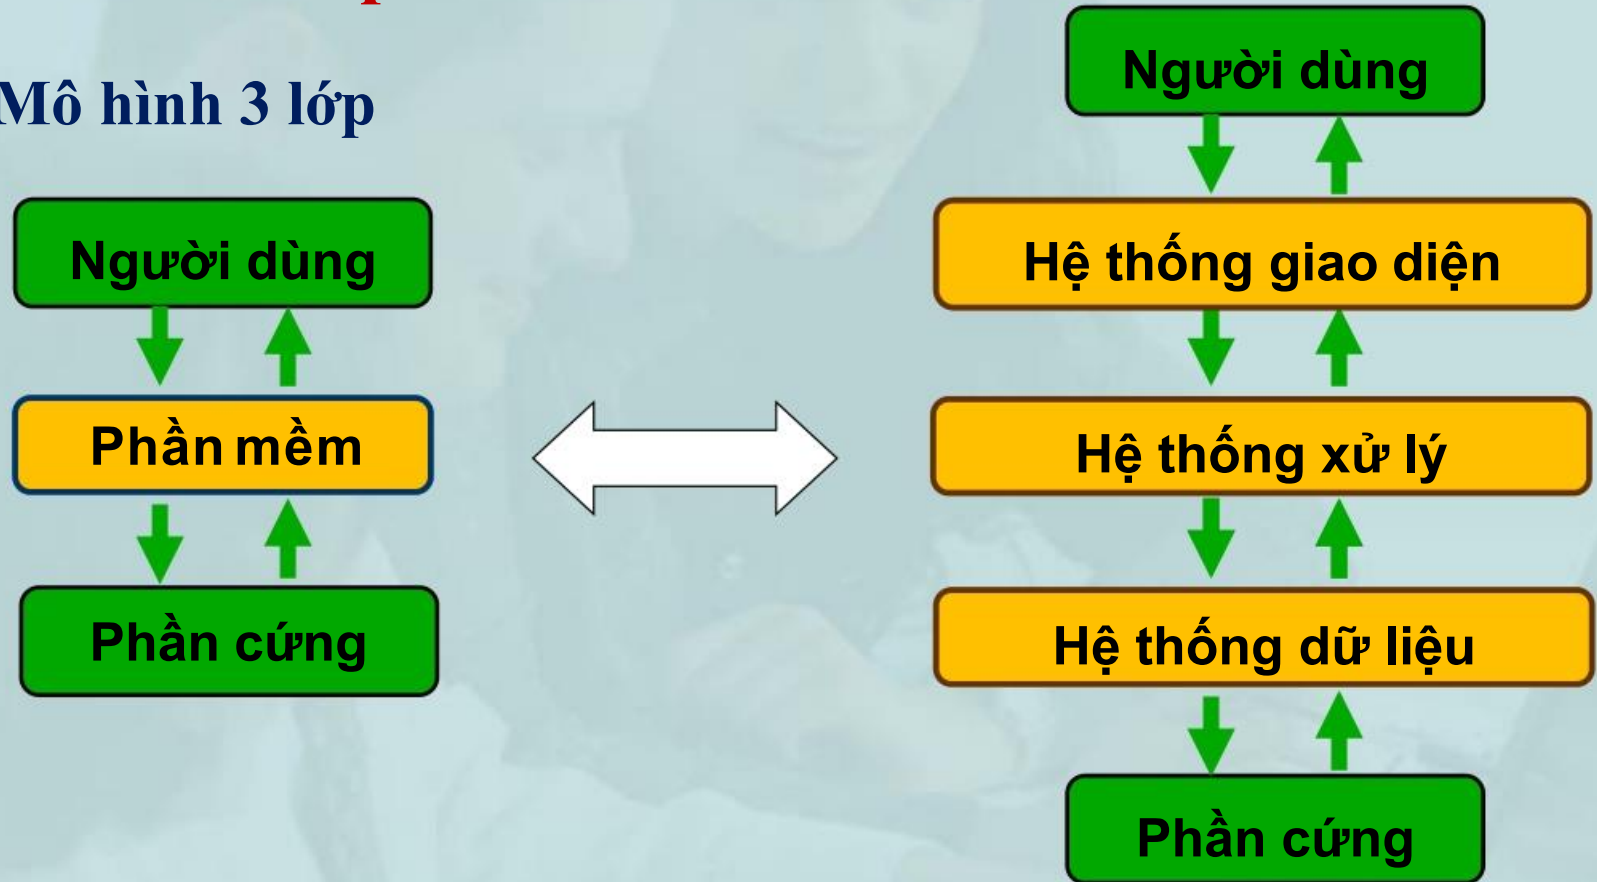 Mô hình 3 lớp
Người dùng
Phần mềm
Phần cứng
Người dùng
Hệ thống giao diện
Hệ thống xử lý
Hệ thống dữ liệu
Phần cứng